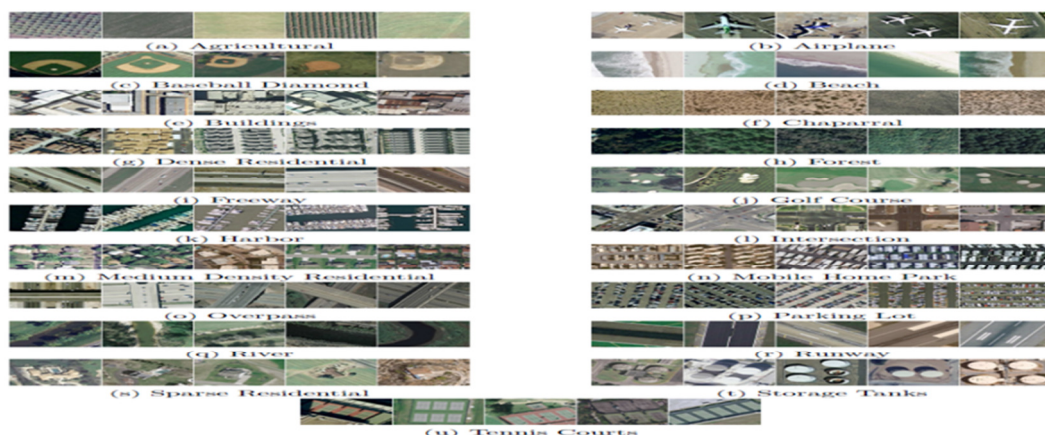 (a) Agricultural
(b) Airplane
(c) Baseball Diamond
(d) Beach
(e) Buildings
(f) Chaparral
(g) Dense Residential
(h) Forest
(i) Freeway
(j) Golf Course
(k) Harbor
(l) Intersection
(m) Medium Density Residential
(n) Mobile Home Park
(o) Overpass
(p) Parking Lot
(q) River
(r) Runway
(s) Sparse Residential
(t) Storage Tanks
(u) Tennis Courts